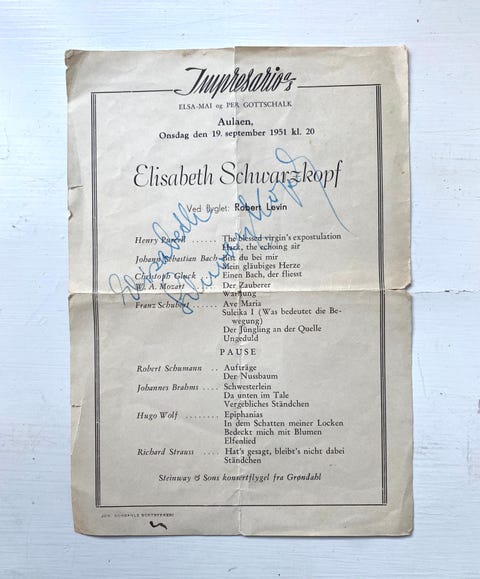 Impresario A/S
ELSA-MAI og PER GOTTSCHALK
Aulaen,
Onsdag den 19. september 1951 kl. 20
Elisabeth Schwarzkopf
Ved flyglet: Robert Levin
Elisabeth Schwarzkopf
Henry Purcell ...... The blessed virgin's expostulation
Hark, the echoing air
Johann Sebastian Bach Bist du bei mir
Mein gläubiges Herze
Christoph Gluck . Einen Bach, der fliesst
W. A. Mozart Der Zauberer
Warnung
Franz Schubert . . . . Ave Maria
Suleika I (Was bedeutet die Be-
wegung)
Der Jüngling an der Quelle
Ungeduld
PAUSE
Robert Schumann .. Aufträge
Der Nussbaum
Johannes Brahms .... Schwesterlein
Da unten im Tale
Vergebliches Ständchen
Hugo Wolf ........ Epiphanias
In dem Schatten meiner Locken
Bedeckt mich mit Blumen
Elfenlied
Richard Strauss .... Hat's gesagt, bleibt's nicht dabei
Ständchen
Steinway & Sons konsertflygel fra Grøndahl